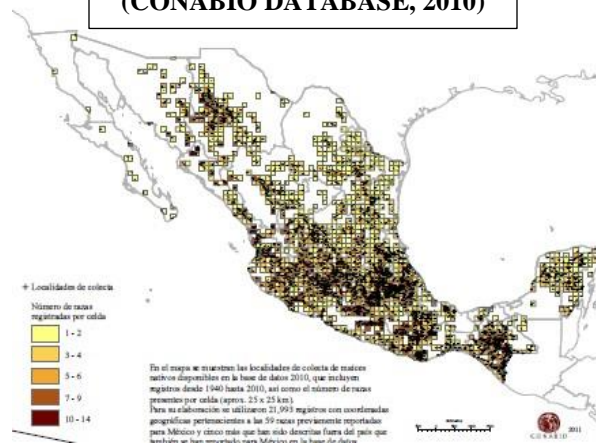 (CONABIO DATABASE, 2010)
+ Localidades de colecta
Número de razas
registradas por celda
1 - 2
3 - 4
5 - 6
7 - 9
10 - 14
En el mapa se muestran las localidades de colecta de maíces
nativos disponibles en la base de datos 2010, que incluyen
registros desde 1940 hasta 2010, así como el número de razas
presentes por celda (aprox. 25 x 25 km).
Para su elaboración se utilizaron 21,993 registros con coordenadas
geográficas pertenecientes a las 59 razas previamente reportadas
para México y cinco más que han sido descritas fuera del país que
también se han reportado para México en la base de datos
CONABIO
2011